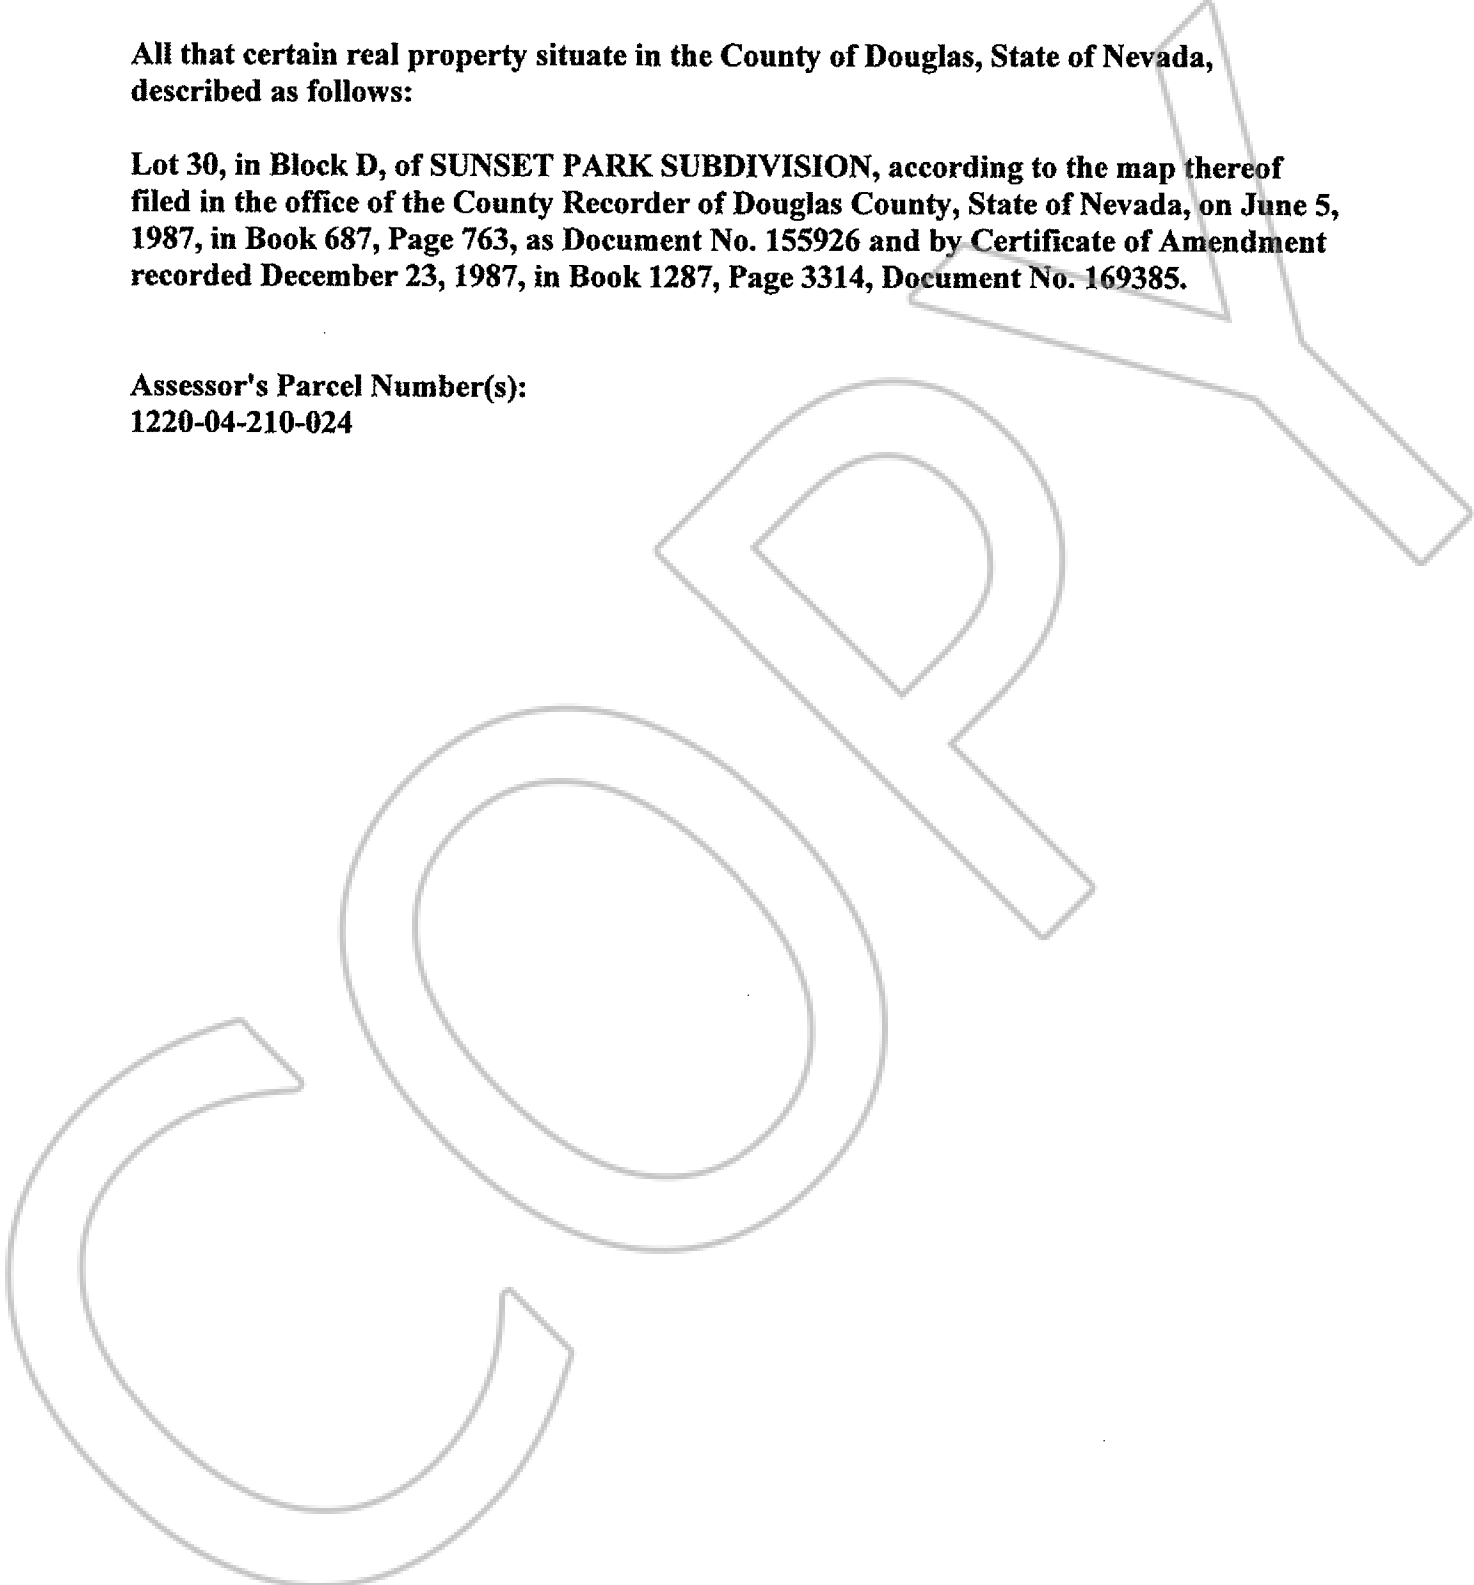 All that certain real property situate in the County of Douglas, State of Nevada,
described as follows:
Lot 30, in Block D, of SUNSET PARK SUBDIVISION, according to the map thereof
filed in the office of the County Recorder of Douglas County, State of Nevada, on June 5,
1987, in Book 687, Page 763, as Document No. 155926 and by Certificate of Amendment
recorded December 23, 1987, in Book 1287, Page 3314, Document No. 169385.
Assessor's Parcel Number(s):
1220-04-210-024
COPY